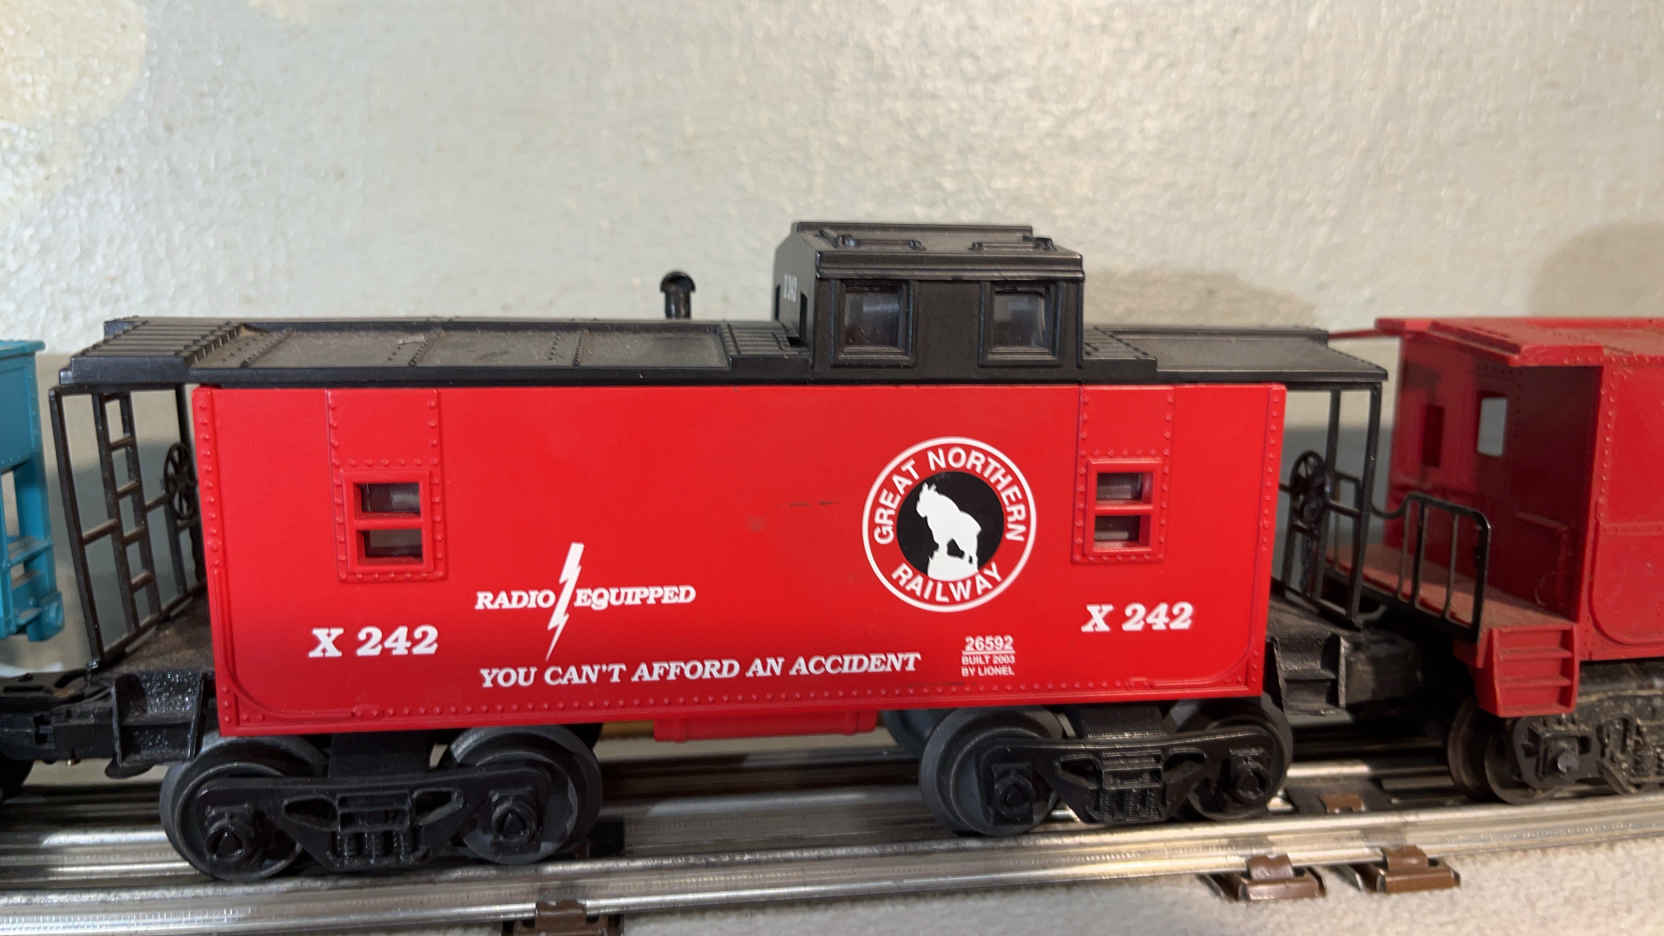 GREAT NORTHERN
RAILWAY
RADIO EQUIPPED
X 242
X 242
YOU CAN'T AFFORD AN ACCIDENT
26592
BUILT 2003
BY LIONEL